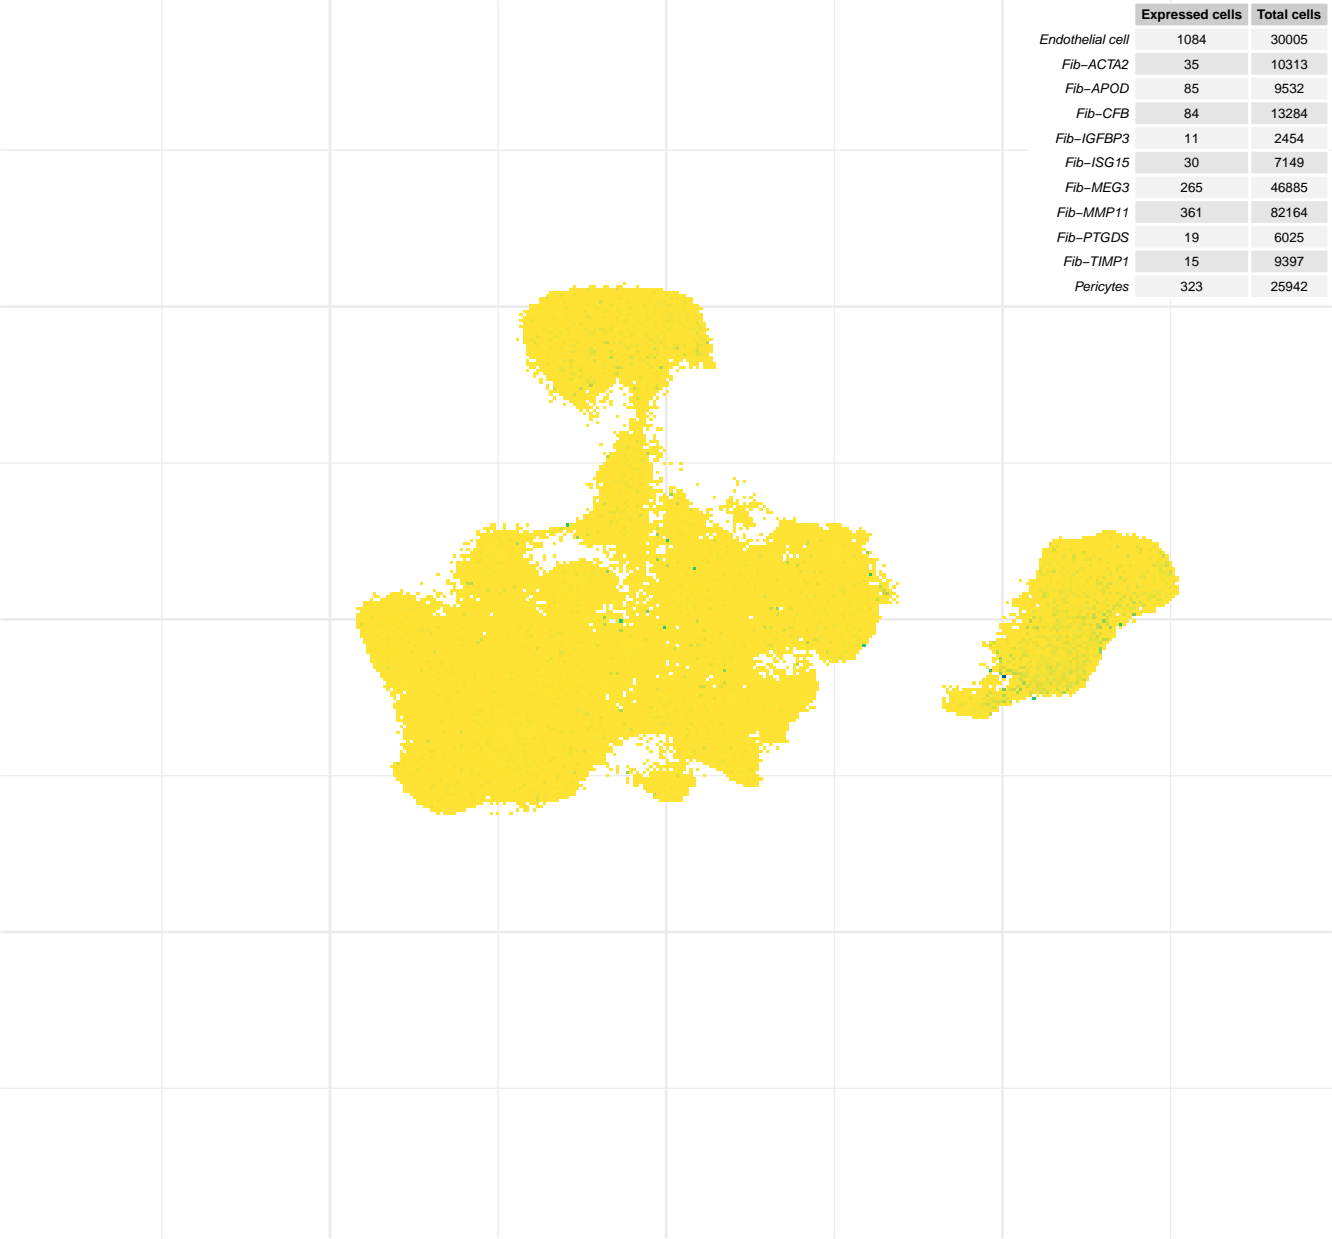 Expressed cells Total cells
Endothelial cell 1084 30005
Fib−ACTA2 35 10313
Fib−APOD 85 9532
Fib−CFB 84 13284
Fib−IGFBP3 11 2454
Fib−ISG15 30 7149
Fib−MEG3 265 46885
Fib−MMP11 361 82164
Fib−PTGDS 19 6025
Fib−TIMP1 15 9397
Pericytes 323 25942